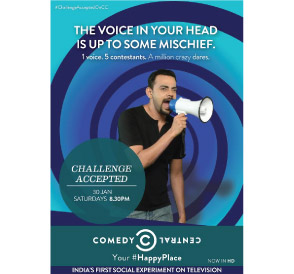 #ChallengeAcceptedOnCC
THE VOICE IN YOUR HEAD
IS UP TO SOME MISCHIEF.
1 voice. 5 contestants. A million crazy dares.
CHALLENGE
ACCEPTED
30 JAN
SATURDAYS 8.30PM
COMEDY CENTRAL
Your #HappyPlace
NOW IN HD
INDIA'S FIRST SOCIAL EXPERIMENT ON TELEVISION